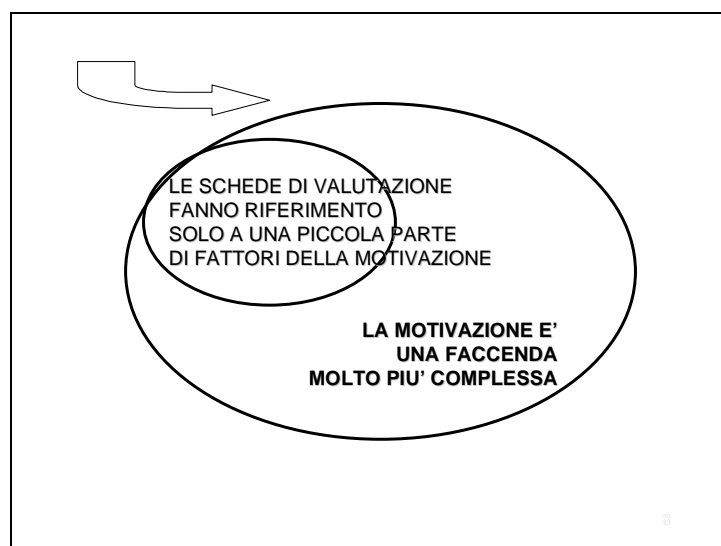 LE SCHEDE DI VALUTAZIONE
FANNO RIFERIMENTO
SOLO A UNA PICCOLA PARTE
DI FATTORI DELLA MOTIVAZIONE
LA MOTIVAZIONE E’
UNA FACCENDA
MOLTO PIU’ COMPLESSA
3